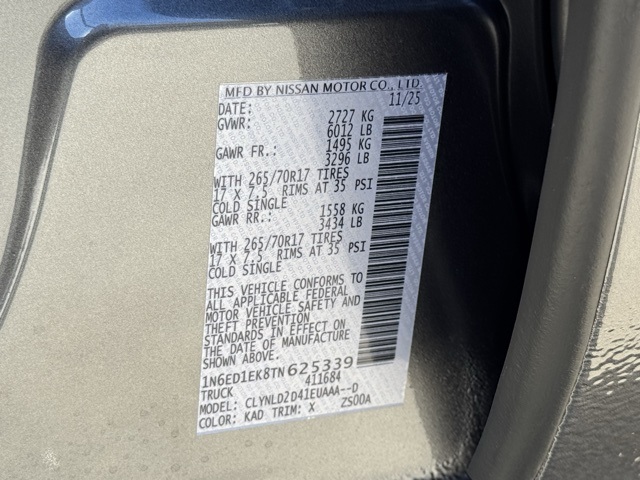 MFD BY NISSAN MOTOR CO., LTD
DATE: 11/25
GVWR: 2727 KG
6012 LB
GAWR FR.: 1495 KG
3296 LB
WITH 265/70R17 TIRES
17 X 7.5 RIMS AT 35 PSI
COLD SINGLE
GAWR RR.: 1558 KG
3434 LB
WITH 265/70R17 TIRES
17 X 7.5 RIMS AT 35 PSI
COLD SINGLE
THIS VEHICLE CONFORMS TO
ALL APPLICABLE FEDERAL
MOTOR VEHICLE SAFETY AND
THEFT PREVENTION
STANDARDS IN EFFECT ON
THE DATE OF MANUFACTURE
SHOWN ABOVE.
1N6ED1EK8TN625339
TRUCK 411684
MODEL: CLYNLD2D41EUAAA--D
COLOR: KAD TRIM: X ZS00A